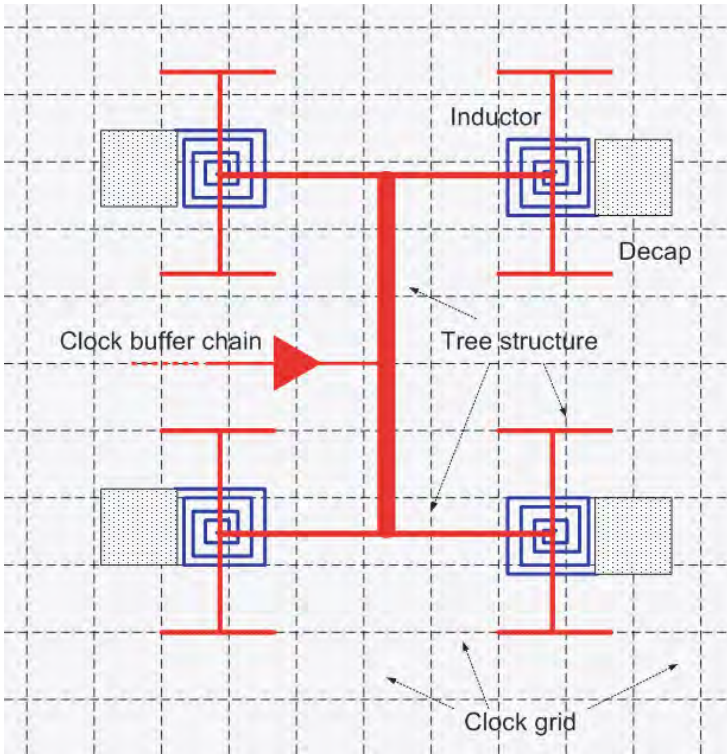 Inductor
Decap
Clock buffer chain
Tree structure
Clock grid